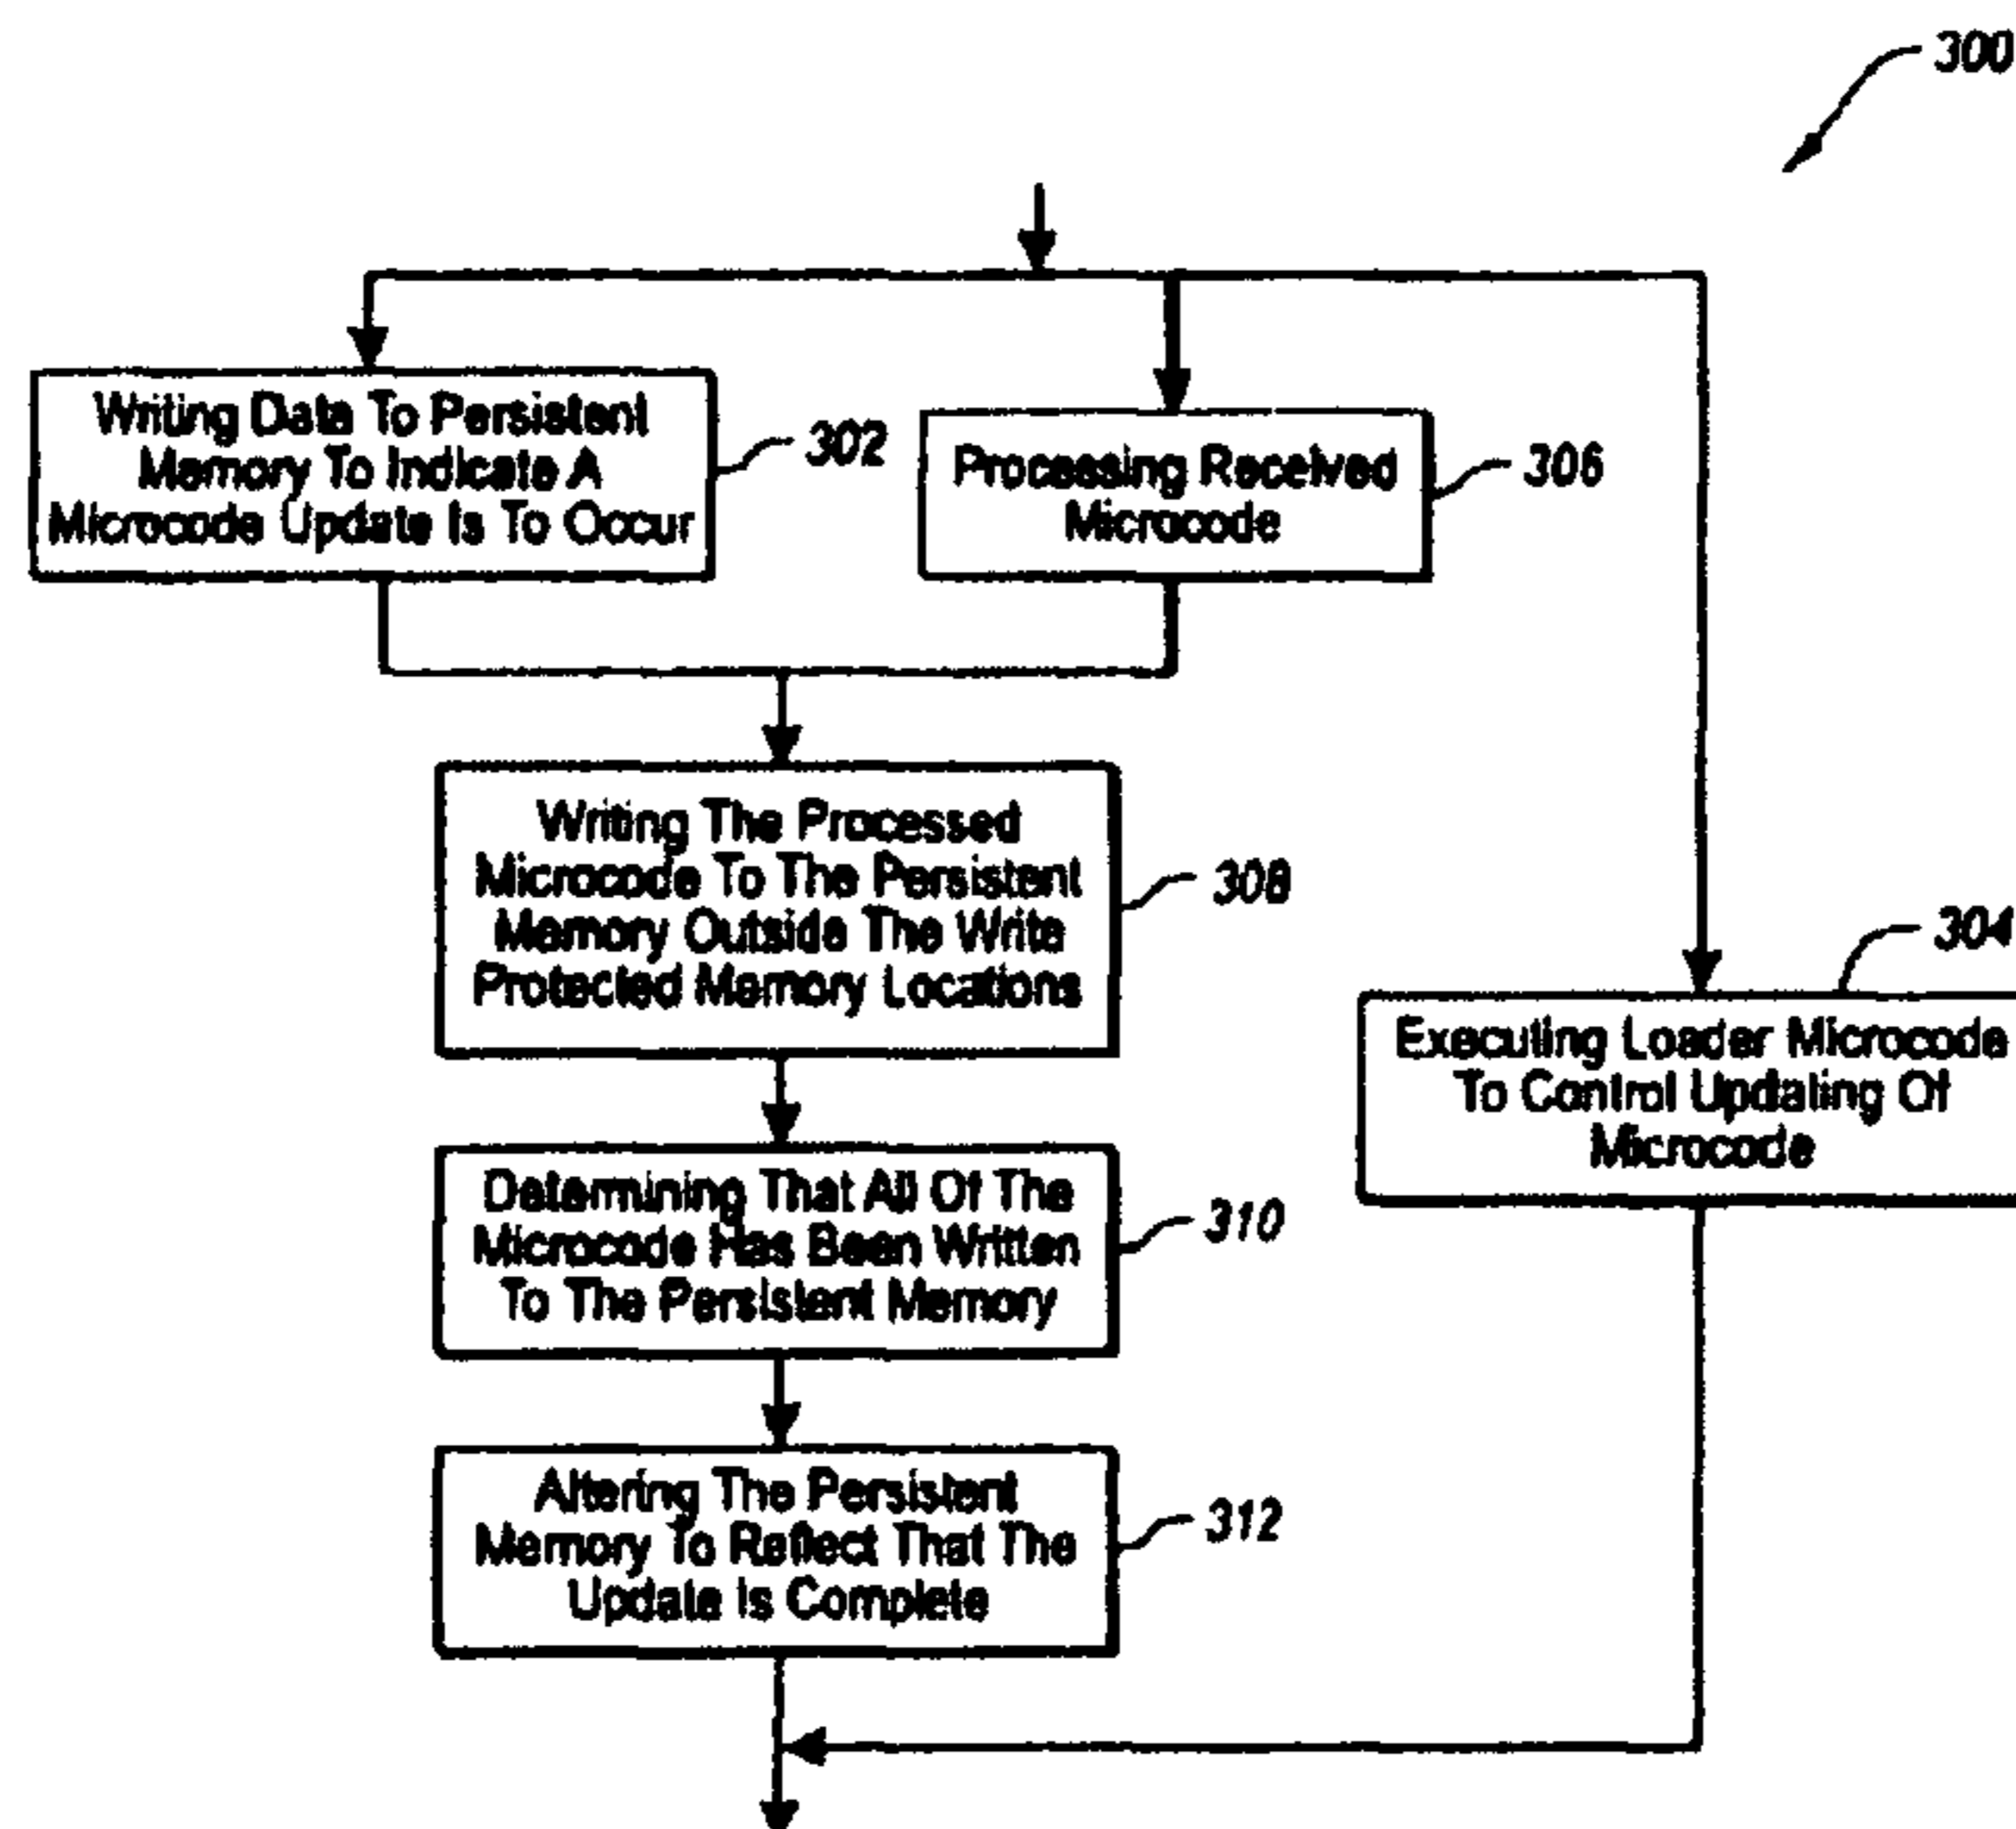 300
Writing Data To Persistent
Memory To Indicate A
Microcode Update Is To Occur
302
Processing Received
Microcode
306
Writing The Processed
Microcode To The Persistent
Memory Outside The Write
Protected Memory Locations
308
304
Executing Loader Microcode
To Control Updating Of
Microcode
Determining That All Of The
Microcode Has Been Written
To The Persistent Memory
310
Altering The Persistent
Memory To Reflect That The
Update Is Complete
312